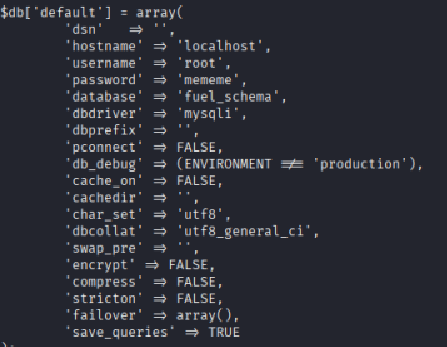 $db['default'] = array(
'dsn' => '',
'hostname' => 'localhost',
'username' => 'root',
'password' => 'mememe',
'database' => 'fuel_schema',
'dbdriver' => 'mysqli',
'dbprefix' => '',
'pconnect' => FALSE,
'db_debug' => (ENVIRONMENT !== 'production'),
'cache_on' => FALSE,
'cachedir' => '',
'char_set' => 'utf8',
'dbcollat' => 'utf8_general_ci',
'swap_pre' => '',
'encrypt' => FALSE,
'compress' => FALSE,
'stricton' => FALSE,
'failover' => array(),
'save_queries' => TRUE